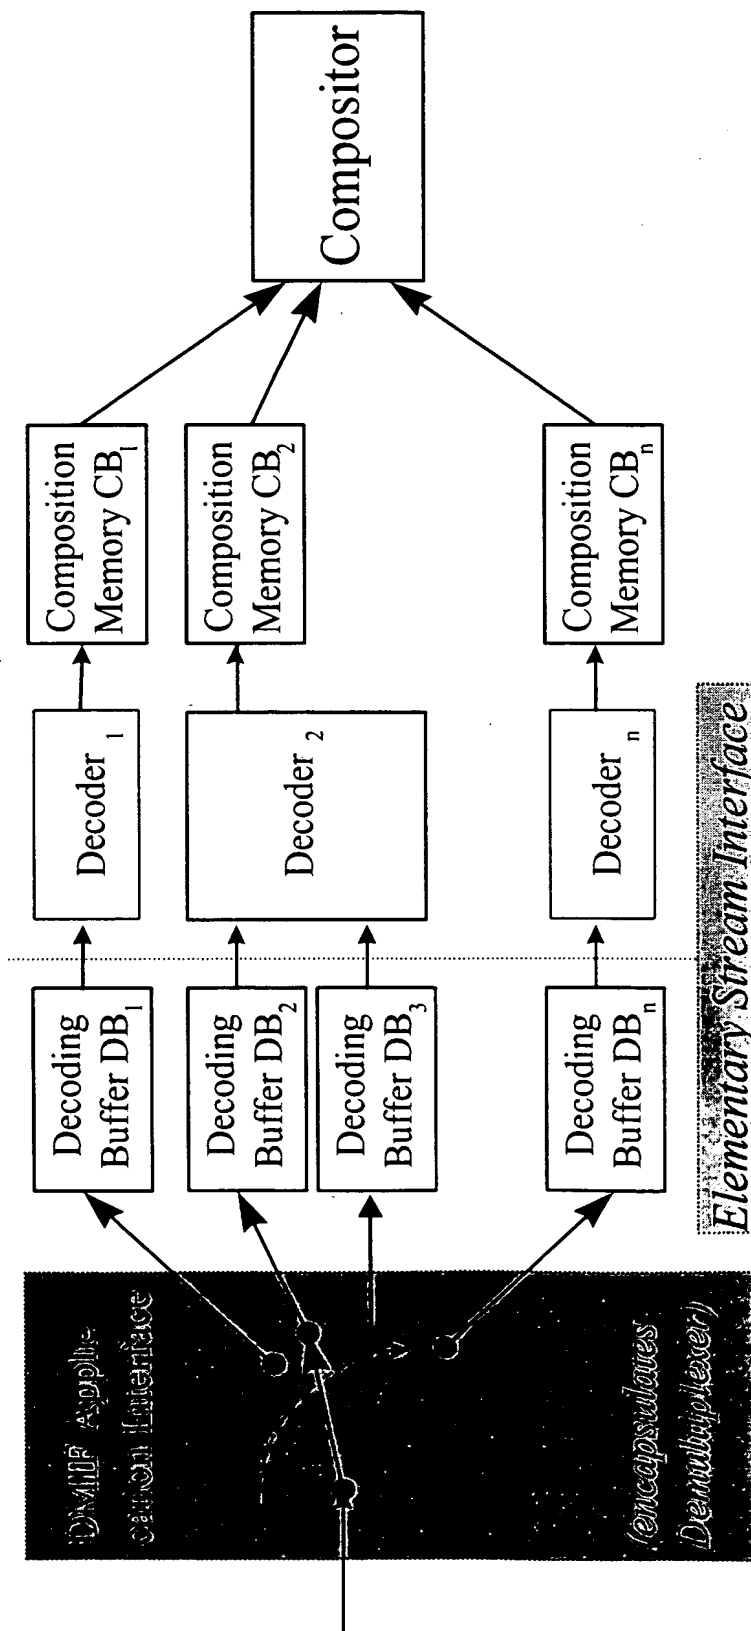 DMIF Appli-
cation Interface
(encapsulates
Demultiplexer)
Decoding
Buffer DB1
Decoding
Buffer DB2
Decoding
Buffer DB3
Decoding
Buffer DBn
Elementary Stream Interface
Decoder 1
Decoder 2
Decoder n
Composition
Memory CB1
Composition
Memory CB2
Composition
Memory CBn
Compositor